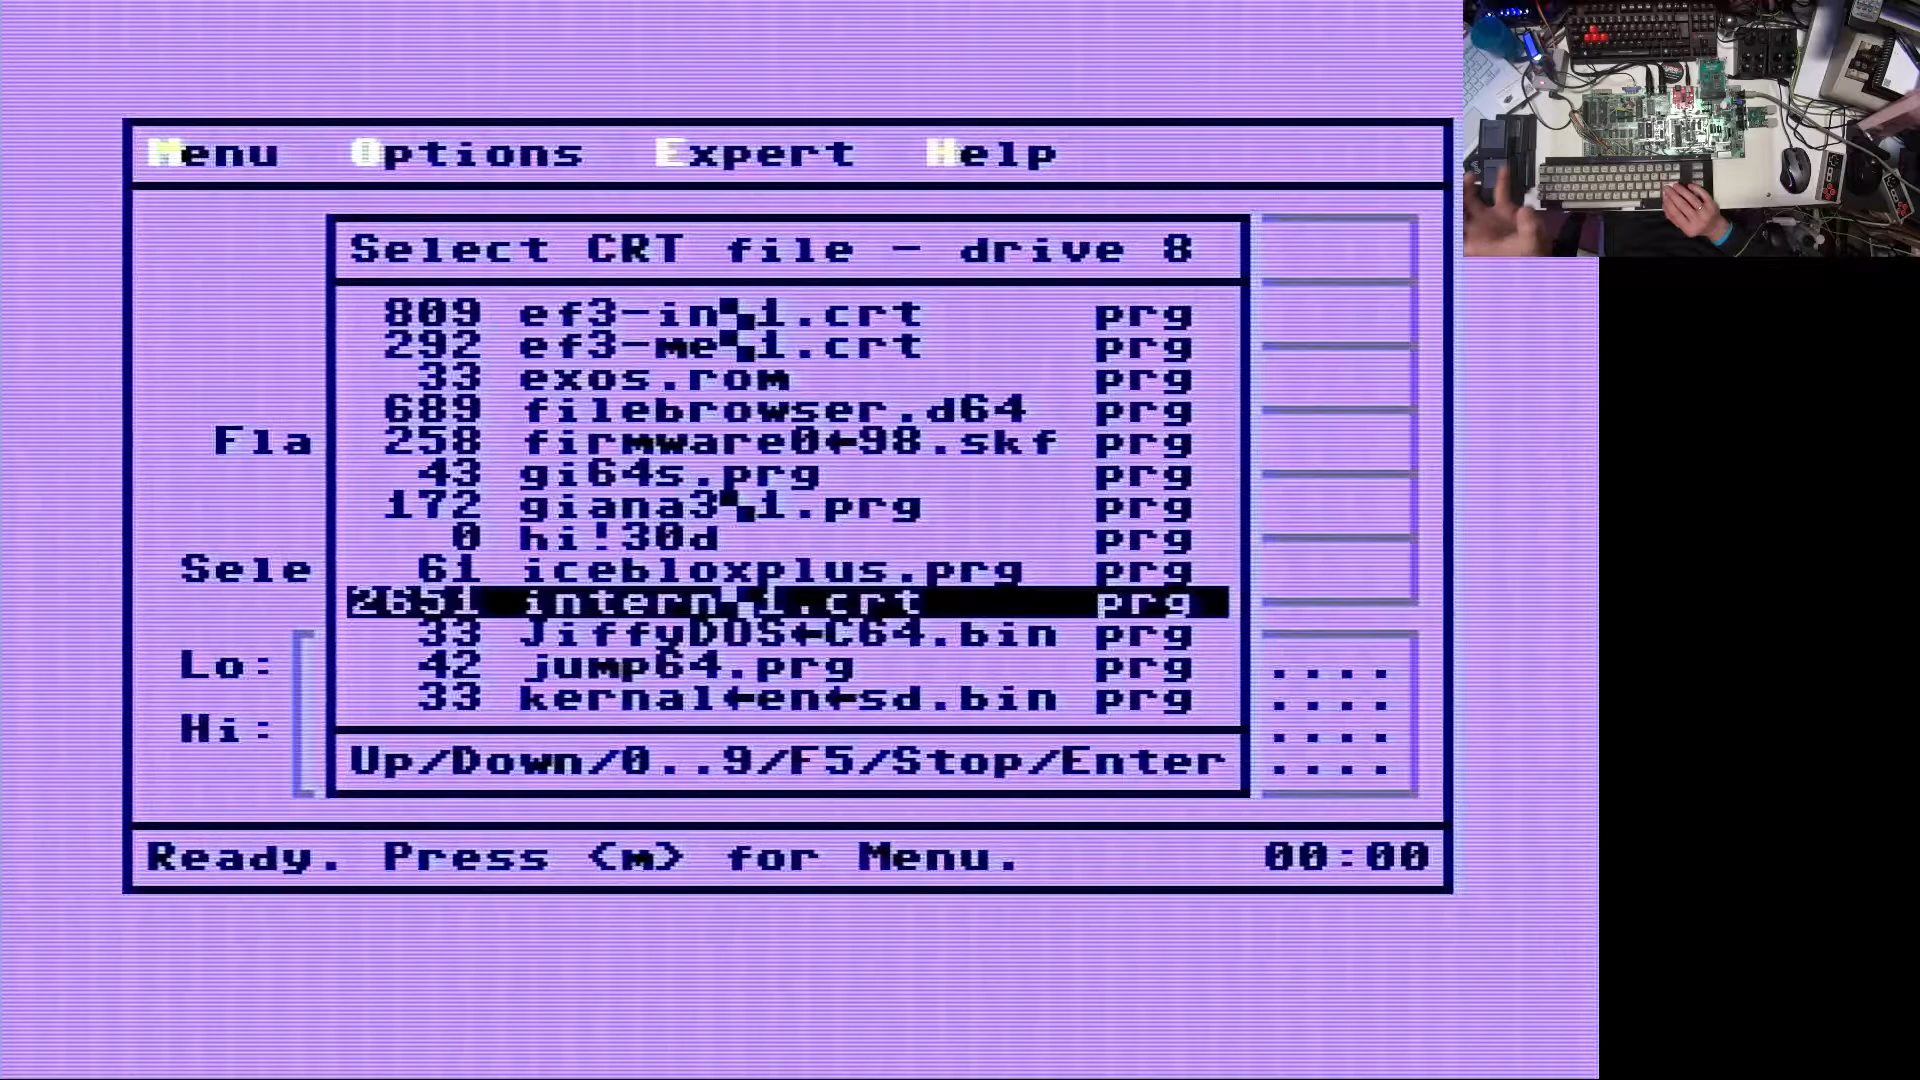 Menu Options Expert Help
Select CRT file - drive 8
809 ef3-in▚1.crt prg
292 ef3-me▚1.crt prg
33 exos.rom prg
689 filebrowser.d64 prg
Fla
258 firmware0←98.skf prg
43 gi64s.prg prg
172 giana3▚1.prg prg
0 hi!30d prg
Sele
61 icebloxplus.prg prg
2651 intern▚1.crt prg
33 JiffyDOS←C64.bin prg
Lo:
42 jump64.prg prg ....
33 kernal←en←sd.bin prg ....
Hi: ....
Up/Down/0..9/F5/Stop/Enter ....
Ready. Press <m> for Menu. 00:00